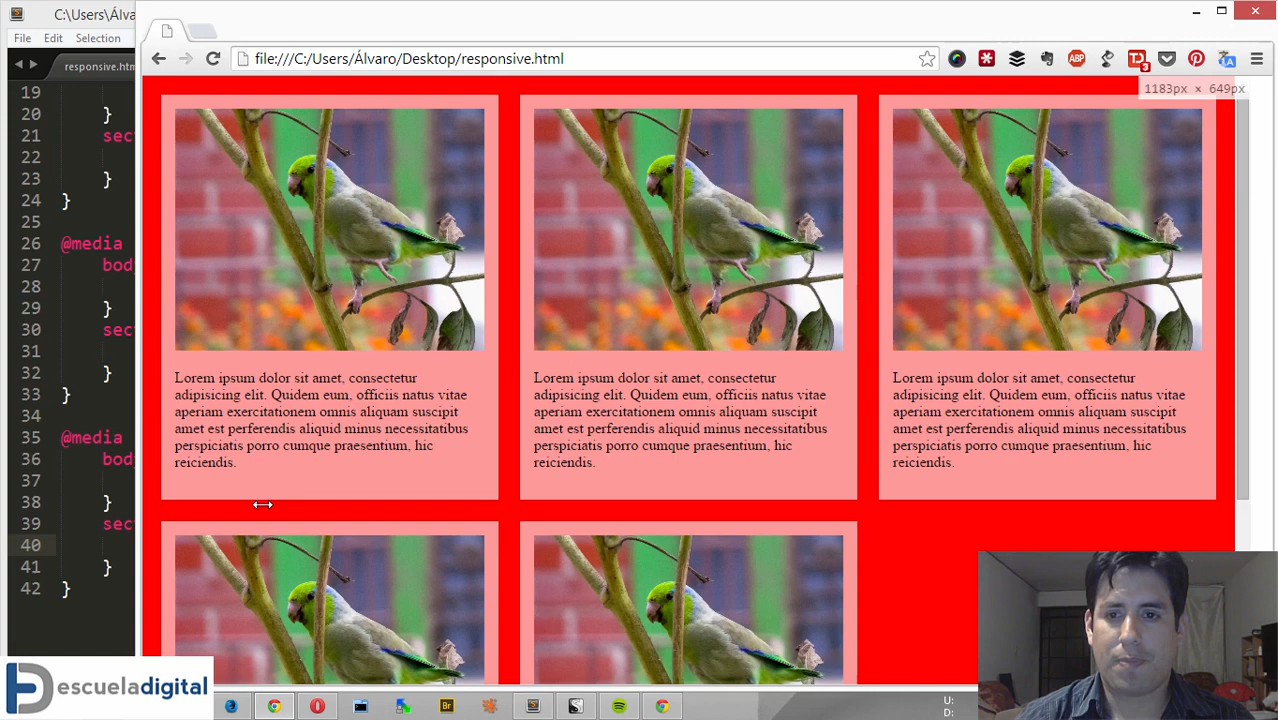 C:\Users\Álvaro
File Edit Selection
responsive.htm
file:///C:/Users/Álvaro/Desktop/responsive.html
ABP
TD
3
1183px × 649px
19
20 }
21 sec
22
23 }
24 }
25
26 @media
27 body
28
29 }
30 sec
31
32 }
33 }
34
35 @media
36 body
37
38 }
39 sec
40
41 }
42 }
Lorem ipsum dolor sit amet, consectetur
adipisicing elit. Quidem eum, officiis natus vitae
aperiam exercitationem omnis aliquam suscipit
amet est perferendis aliquid minus necessitatibus
perspiciatis porro cumque praesentium, hic
reiciendis.
Lorem ipsum dolor sit amet, consectetur
adipisicing elit. Quidem eum, officiis natus vitae
aperiam exercitationem omnis aliquam suscipit
amet est perferendis aliquid minus necessitatibus
perspiciatis porro cumque praesentium, hic
reiciendis.
Lorem ipsum dolor sit amet, consectetur
adipisicing elit. Quidem eum, officiis natus vitae
aperiam exercitationem omnis aliquam suscipit
amet est perferendis aliquid minus necessitatibus
perspiciatis porro cumque praesentium, hic
reiciendis.
escueladigital
Br
U:
D: